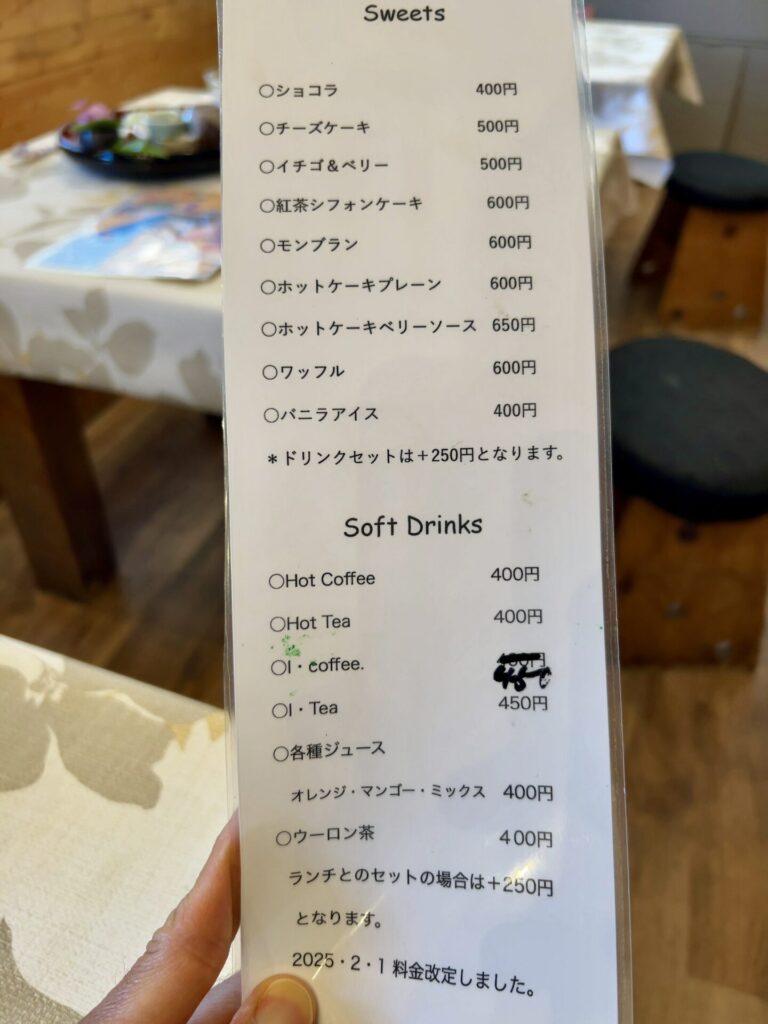 Sweets
○ショコラ 400円
○チーズケーキ 500円
○イチゴ＆ベリー 500円
○紅茶シフォンケーキ 600円
○モンブラン 600円
○ホットケーキプレーン 600円
○ホットケーキベリーソース 650円
○ワッフル 600円
○バニラアイス 400円
＊ドリンクセットは＋250円となります。
Soft Drinks
○Hot Coffee 400円
○Hot Tea 400円
○I・coffee.
○I・Tea 450円
○各種ジュース
オレンジ・マンゴー・ミックス 400円
○ウーロン茶 400円
ランチとのセットの場合は＋250円
となります。
2025・2・1 料金改定しました。